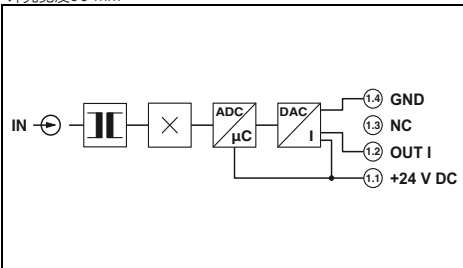 IN
ADC
µC
DAC
I
1.4 GND
1.3 NC
1.2 OUT I
1.1 +24 V DC